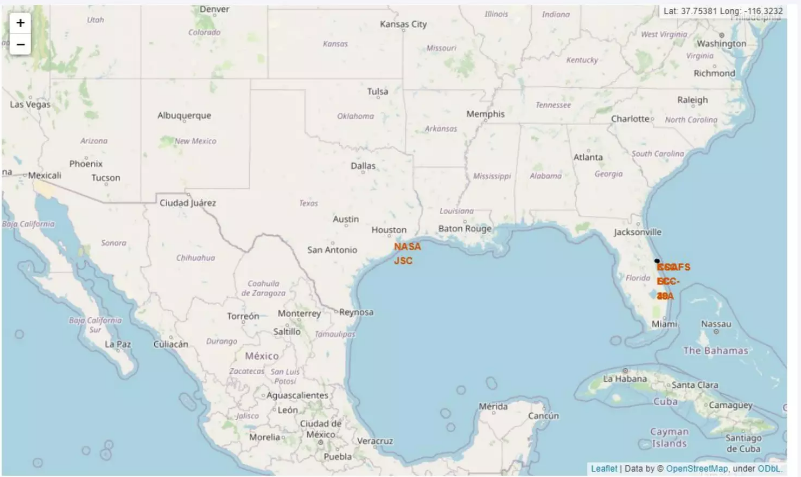 +
−
Lat: 37.75381 Long: -116.3232
Denver
Utah
Colorado
Kansas City
Kansas
Missouri
Illinois
Indiana
Philadelphia
West Virginia
Washington
Virginia
Richmond
Kentucky
Las Vegas
Albuquerque
New Mexico
Arizona
Tulsa
Oklahoma
Memphis
Tennessee
Arkansas
Raleigh
Charlotte
North Carolina
South Carolina
Atlanta
Georgia
Alabama
Mississippi
na
Mexicali
Phoenix
Tucson
Dallas
Ciudad Juárez
Texas
Louisiana
Baton Rouge
Austin
Houston
San Antonio
NASA
JSC
Jacksonville
Florida
Miami
Nassau
The Bahamas
Baja California
Sonora
Chihuahua
Coahuila
de Zaragoza
Monterrey
Reynosa
Torreón
Saltillo
Tamaulipas
Durango
Baja California
Sur
La Paz
Culiacán
México
Zacatecas
San Luis
Potosí
Aguascalientes
León
Jalisco
Ciudad de
México
Morelia
Puebla
Veracruz
Mérida
Cancún
La Habana
Santa Clara
Cuba
Camaguey
Cayman
Islands
Santiago
de Cuba
Leaflet | Data by © OpenStreetMap, under ODbL.